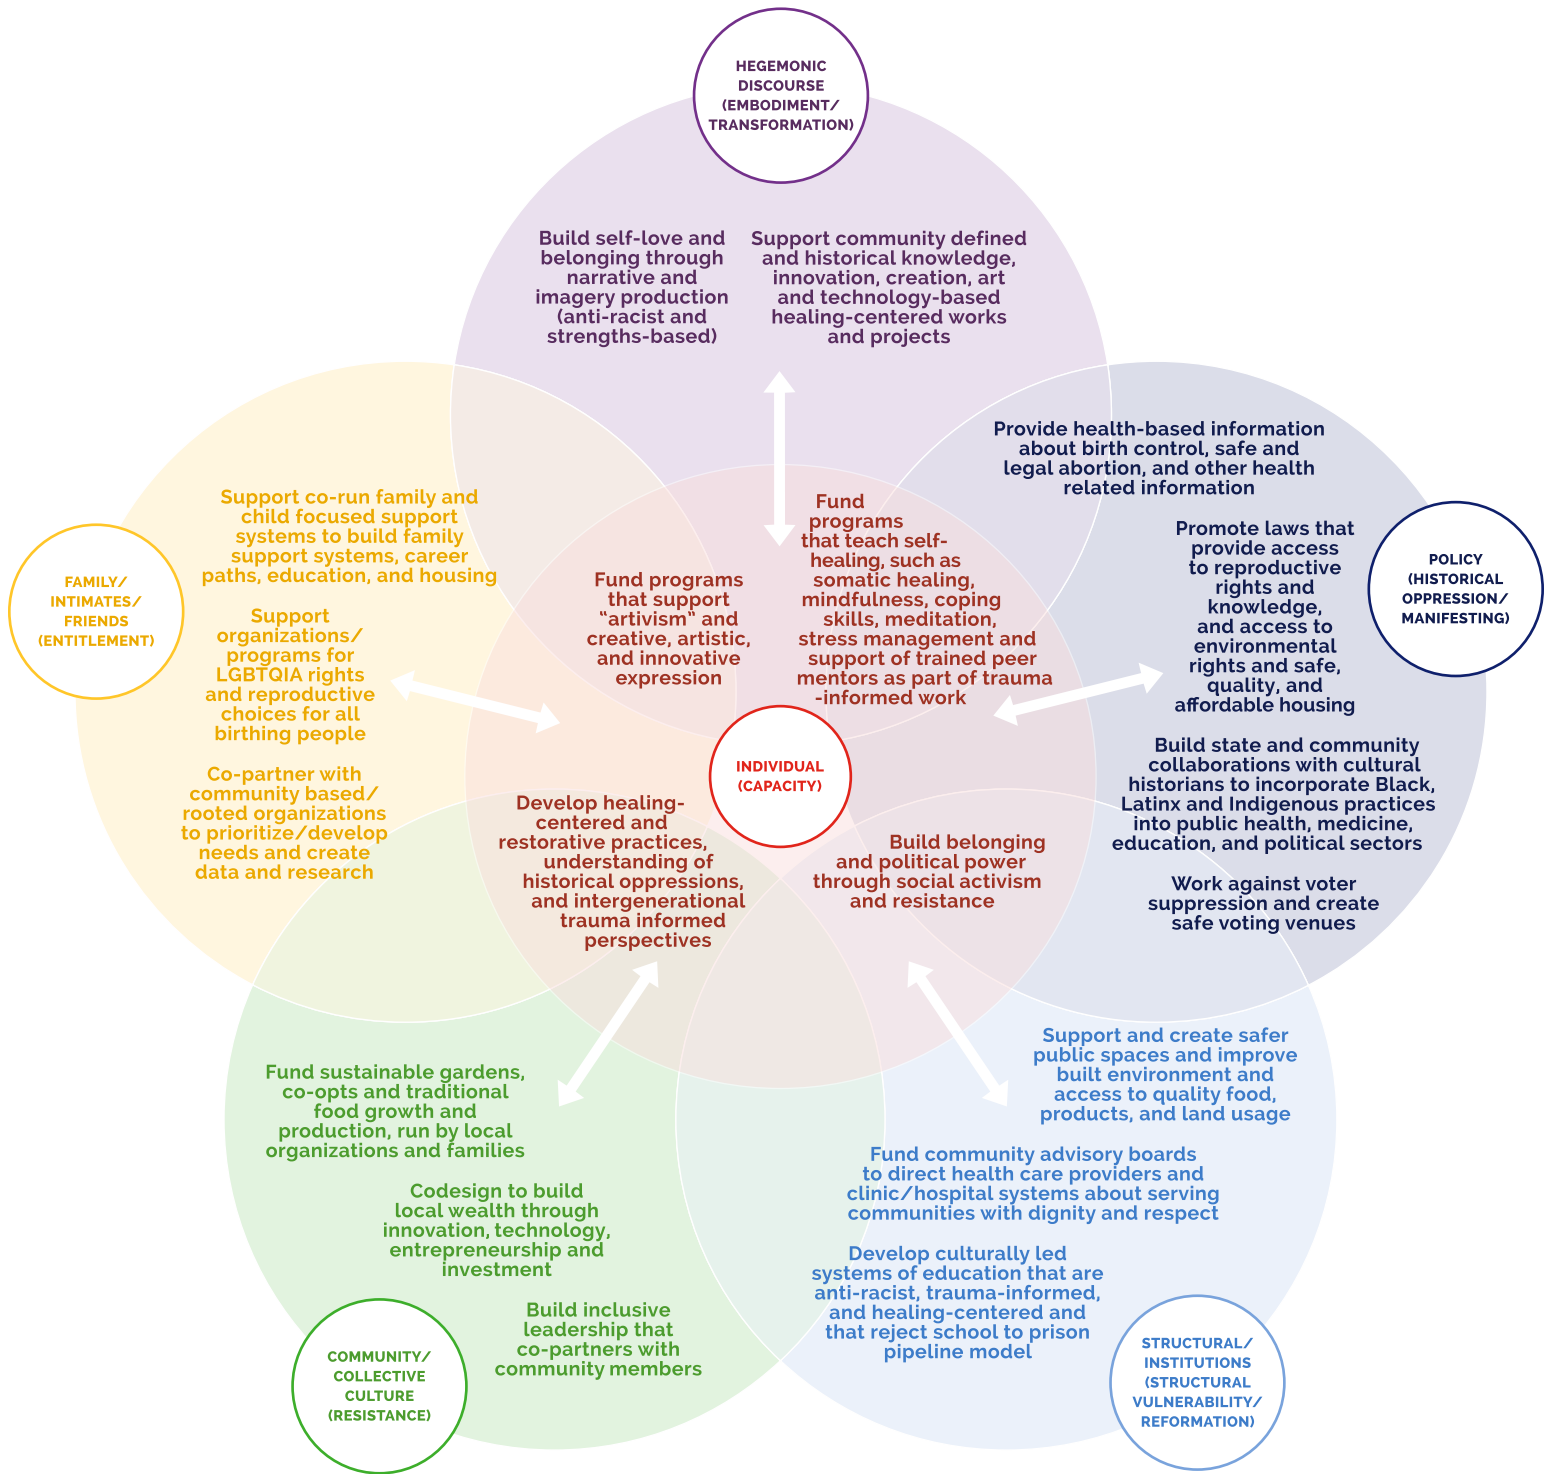 HEGEMONIC
DISCOURSE
(EMBODIMENT/
TRANSFORMATION)
Build self-love and
belonging through
narrative and
imagery production
(anti-racist and
strengths-based)
Support community defined
and historical knowledge,
innovation, creation, art
and technology-based
healing-centered works
and projects
FAMILY/
INTIMATES/
FRIENDS
(ENTITLEMENT)
Support co-run family and
child focused support
systems to build family
support systems, career
paths, education, and housing
Support
organizations/
programs for
LGBTQIA rights
and reproductive
choices for all
birthing people
Co-partner with
community based/
rooted organizations
to prioritize/develop
needs and create
data and research
Fund programs
that support
“artivism” and
creative, artistic,
and innovative
expression
Fund
programs
that teach self-
healing, such as
somatic healing,
mindfulness, coping
skills, meditation,
stress management and
support of trained peer
mentors as part of trauma
-informed work
INDIVIDUAL
(CAPACITY)
Develop healing-
centered and
restorative practices,
understanding of
historical oppressions,
and intergenerational
trauma informed
perspectives
Build belonging
and political power
through social activism
and resistance
Provide health-based information
about birth control, safe and
legal abortion, and other health
related information
Promote laws that
provide access
to reproductive
rights and
knowledge,
and access to
environmental
rights and safe,
quality, and
affordable housing
Build state and community
collaborations with cultural
historians to incorporate Black,
Latinx and Indigenous practices
into public health, medicine,
education, and political sectors
Work against voter
suppression and create
safe voting venues
POLICY
(HISTORICAL
OPPRESSION/
MANIFESTING)
Fund sustainable gardens,
co-opts and traditional
food growth and
production, run by local
organizations and families
Codesign to build
local wealth through
innovation, technology,
entrepreneurship and
investment
Build inclusive
leadership that
co-partners with
community members
COMMUNITY/
COLLECTIVE
CULTURE
(RESISTANCE)
Support and create safer
public spaces and improve
built environment and
access to quality food,
products, and land usage
Fund community advisory boards
to direct health care providers and
clinic/hospital systems about serving
communities with dignity and respect
Develop culturally led
systems of education that are
anti-racist, trauma-informed,
and healing-centered and
that reject school to prison
pipeline model
STRUCTURAL/
INSTITUTIONS
(STRUCTURAL
VULNERABILITY/
REFORMATION)